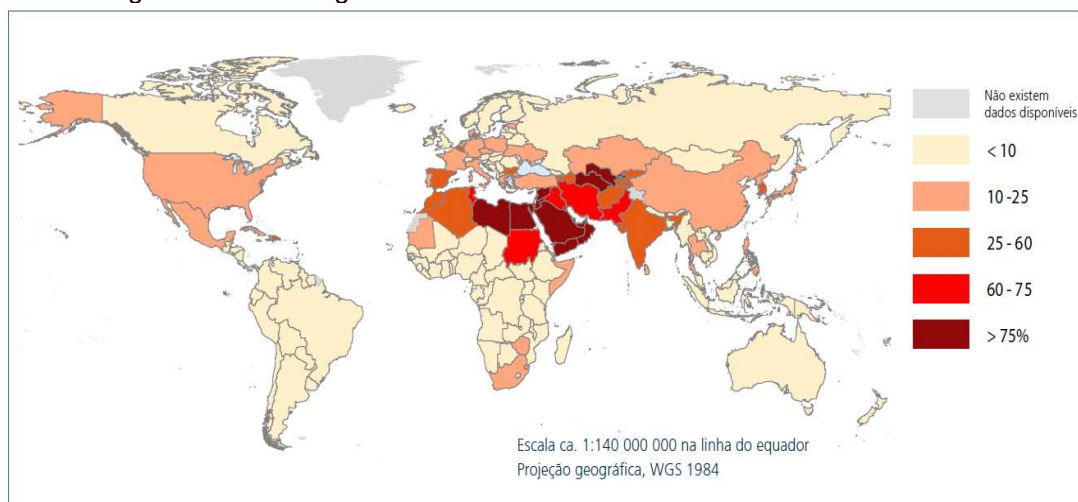 Não existem
dados disponíveis
< 10
10 - 25
25 - 60
60 - 75
> 75%
Escala ca. 1:140 000 000 na linha do equador
Projeção geográfica, WGS 1984